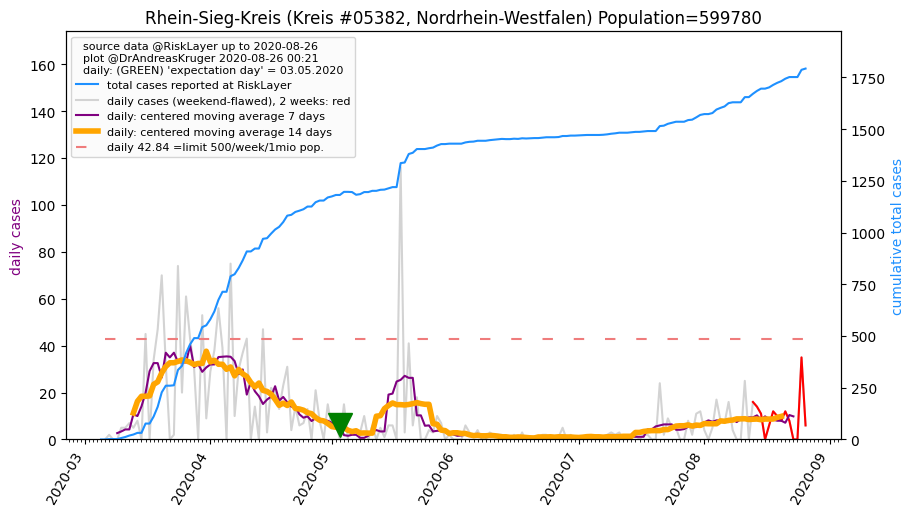 Rhein-Sieg-Kreis (Kreis #05382, Nordrhein-Westfalen) Population=599780
source data @RiskLayer up to 2020-08-26
plot @DrAndreasKruger 2020-08-26 00:21
daily: (GREEN) 'expectation day' = 03.05.2020
total cases reported at RiskLayer
daily cases (weekend-flawed), 2 weeks: red
daily: centered moving average 7 days
daily: centered moving average 14 days
daily 42.84 =limit 500/week/1mio pop.
daily cases
160
140
120
100
80
60
40
20
0
1750
1500
1250
1000
750
500
250
0
cumulative total cases
2020-03
2020-04
2020-05
2020-06
2020-07
2020-08
2020-09